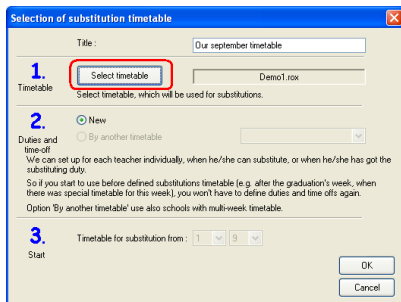 Selection of substitution timetable
Title :
Our september timetable
1.
Timetable
Select timetable
Demo1.rox
Select timetable, which will be used for substitutions.
2.
Duties and
time-off
New
By another timetable
We can set up for each teacher individually, when he/she can substitute, or when he/she has got the
substituting duty.
So if you start to use before defined substitutions timetable (e.g. after the graduation's week, when
there was special timetable for this week), you won't have to define duties and time offs again.
Option 'By another timetable' use also schools with multi-week timetable.
3.
Start
Timetable for substitution from : 1 9
OK
Cancel